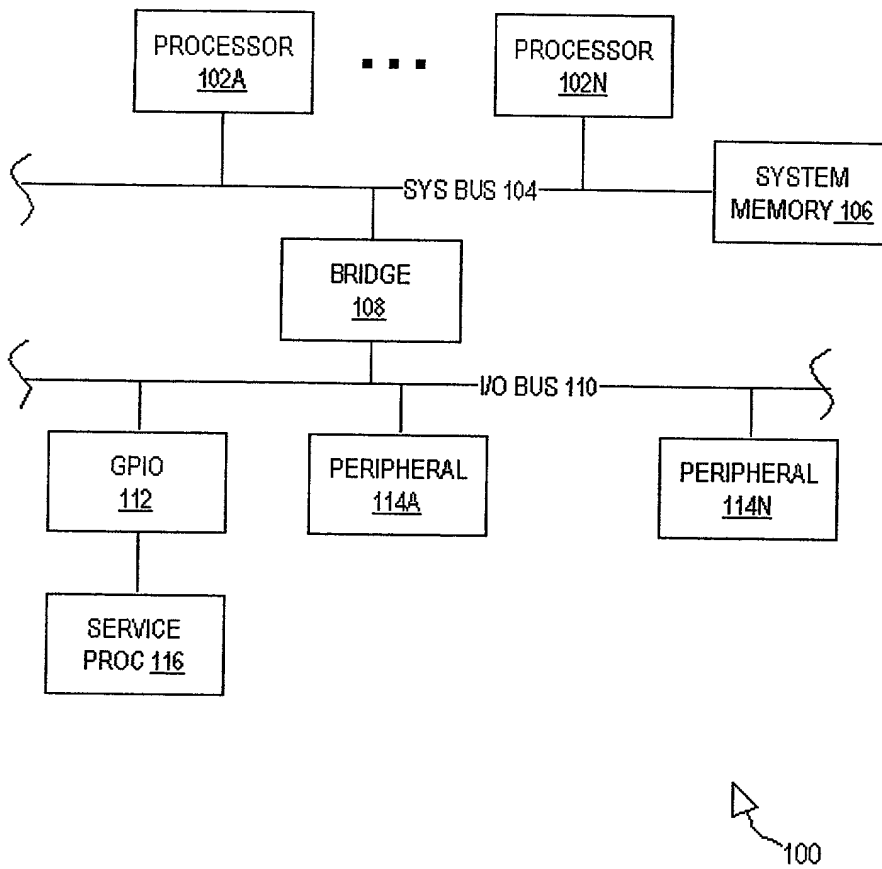 PROCESSOR
102A
PROCESSOR
102N
SYS BUS 104
SYSTEM
MEMORY 106
BRIDGE
108
I/O BUS 110
GPIO
112
PERIPHERAL
114A
PERIPHERAL
114N
SERVICE
PROC 116
100